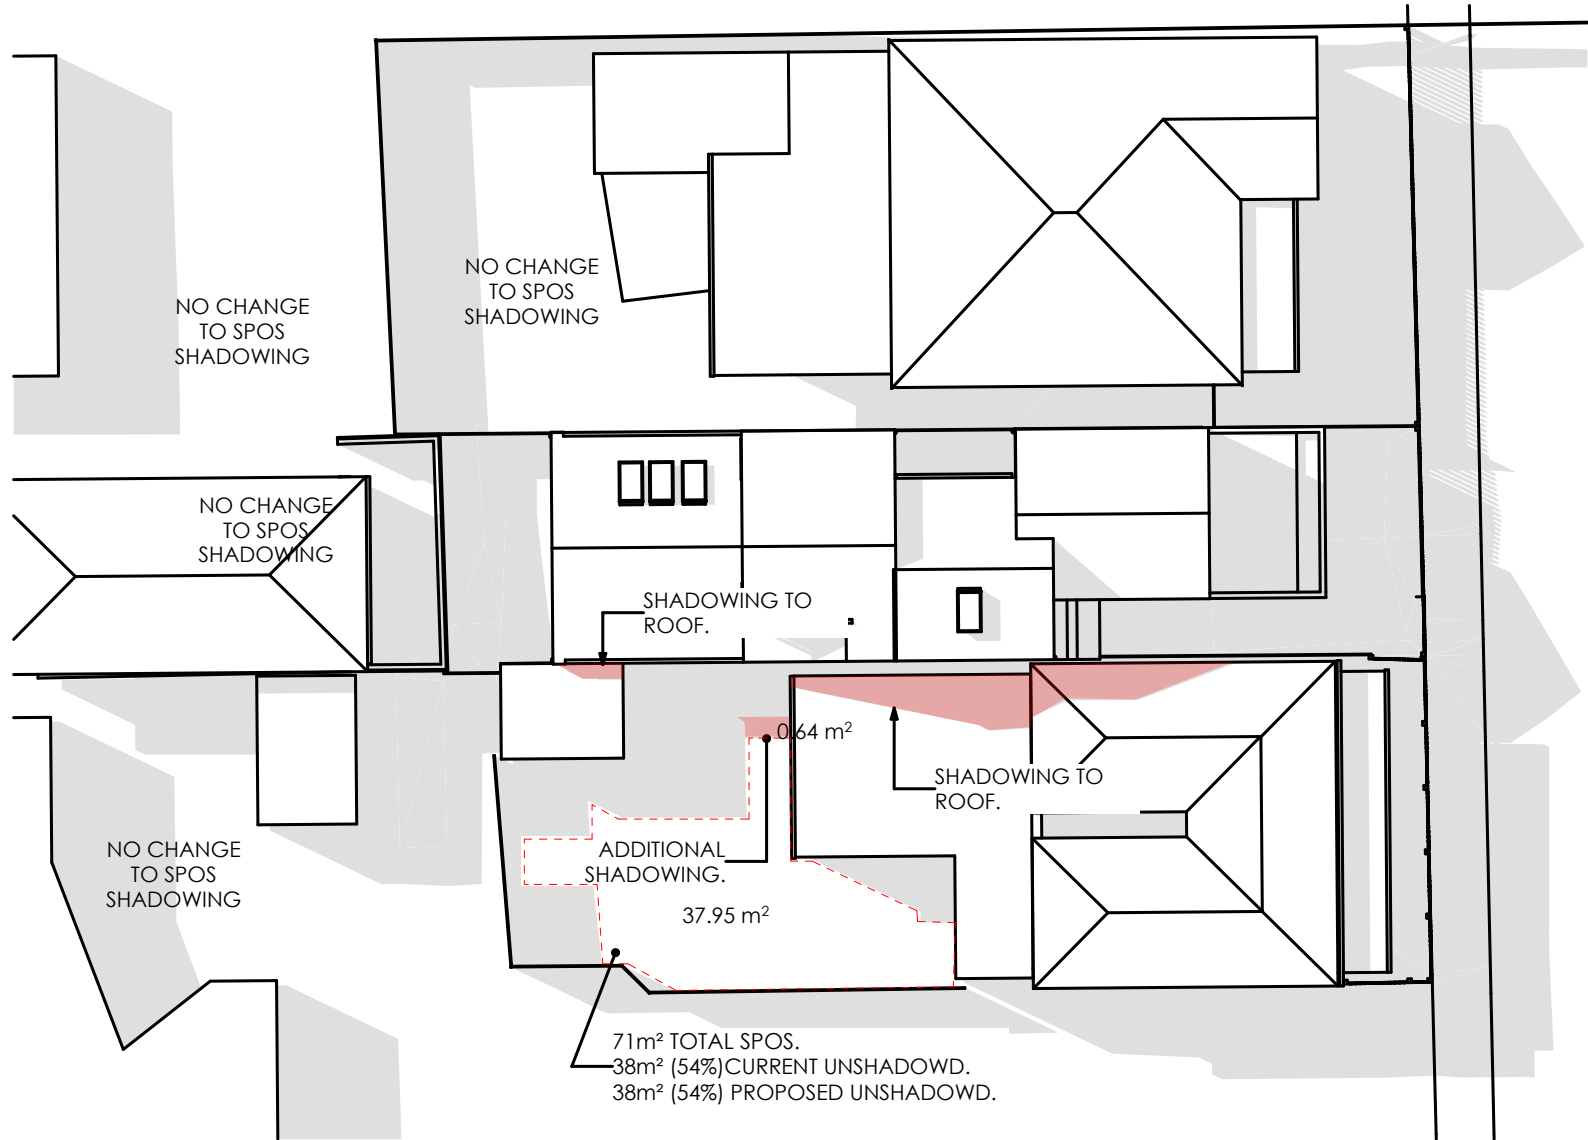 NO CHANGE
TO SPOS
SHADOWING
NO CHANGE
TO SPOS
SHADOWING
NO CHANGE
TO SPOS
SHADOWING
SHADOWING TO
ROOF.
0.64 m²
SHADOWING TO
ROOF.
NO CHANGE
TO SPOS
SHADOWING
ADDITIONAL
SHADOWING.
37.95 m²
71m² TOTAL SPOS.
38m² (54%)CURRENT UNSHADOWD.
38m² (54%) PROPOSED UNSHADOWD.